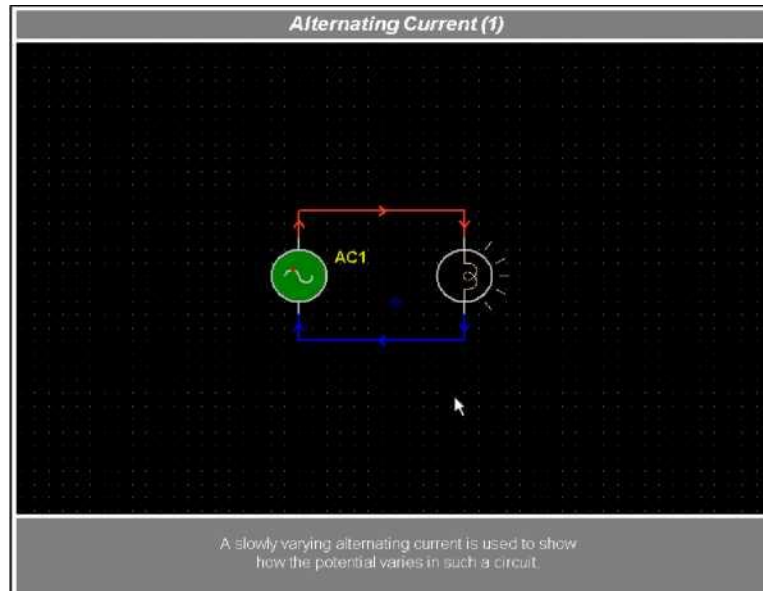 Alternating Current (1)
AC1
A slowly varying alternating current is used to show
how the potential varies in such a circuit.